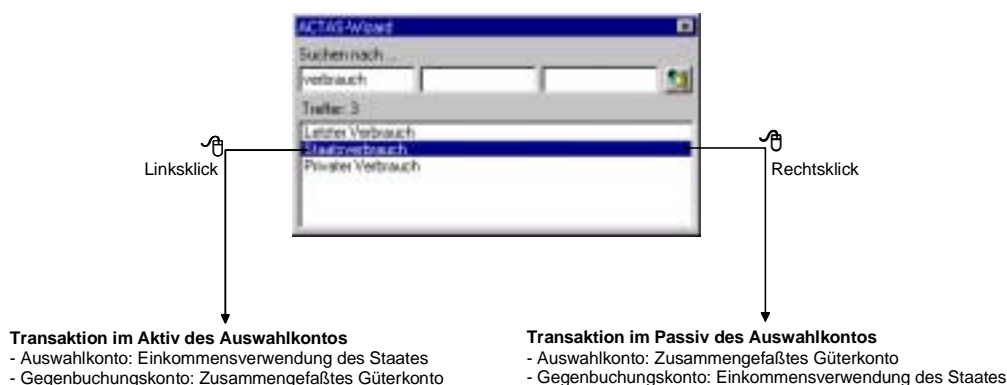 ACTAS-Wizard
Suchen nach ...
verbrauch
Treffer: 3
Letzter Verbrauch
Staatsverbrauch
Privater Verbrauch
Linksklick
Rechtsklick
Transaktion im Aktiv des Auswahlkontos
- Auswahlkonto: Einkommensverwendung des Staates
- Gegenbuchungskonto: Zusammengefaßtes Güterkonto
Transaktion im Passiv des Auswahlkontos
- Auswahlkonto: Zusammengefaßtes Güterkonto
- Gegenbuchungskonto: Einkommensverwendung des Staates